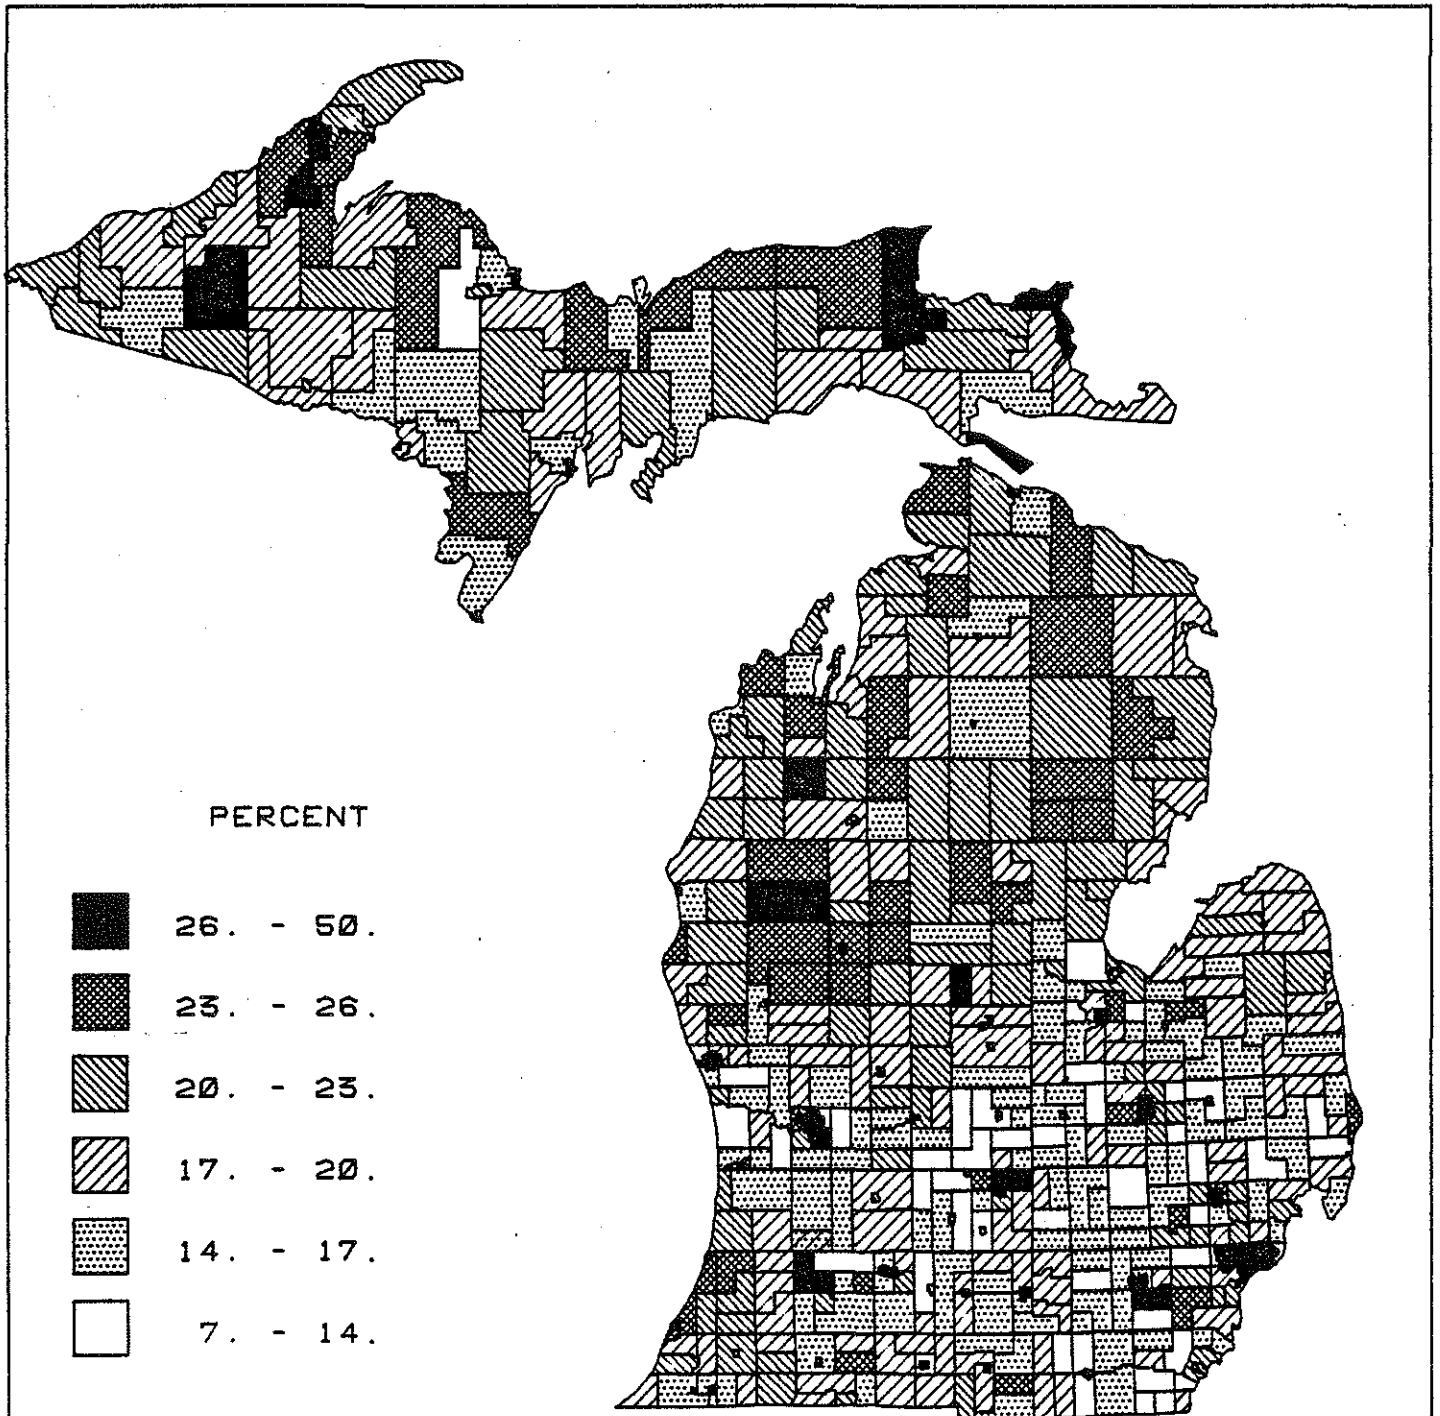 PERCENT
26. - 50.
23. - 26.
20. - 23.
17. - 20.
14. - 17.
7. - 14.